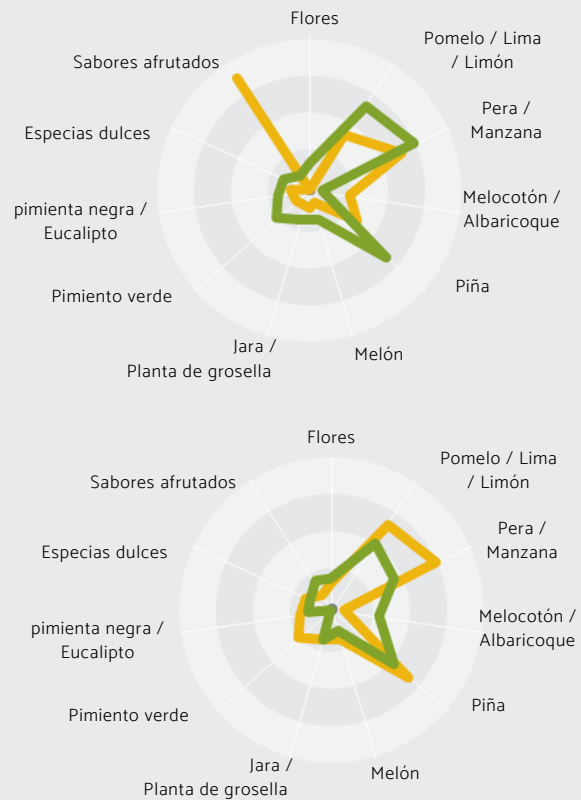 Flores
Pomelo / Lima
/ Limón
Sabores afrutados
Pera /
Manzana
Especias dulces
Melocotón /
Albaricoque
pimienta negra /
Eucalipto
Piña
Pimiento verde
Jara /
Planta de grosella
Melón
Flores
Pomelo / Lima
/ Limón
Sabores afrutados
Pera /
Manzana
Especias dulces
Melocotón /
Albaricoque
pimienta negra /
Eucalipto
Piña
Pimiento verde
Jara /
Planta de grosella
Melón